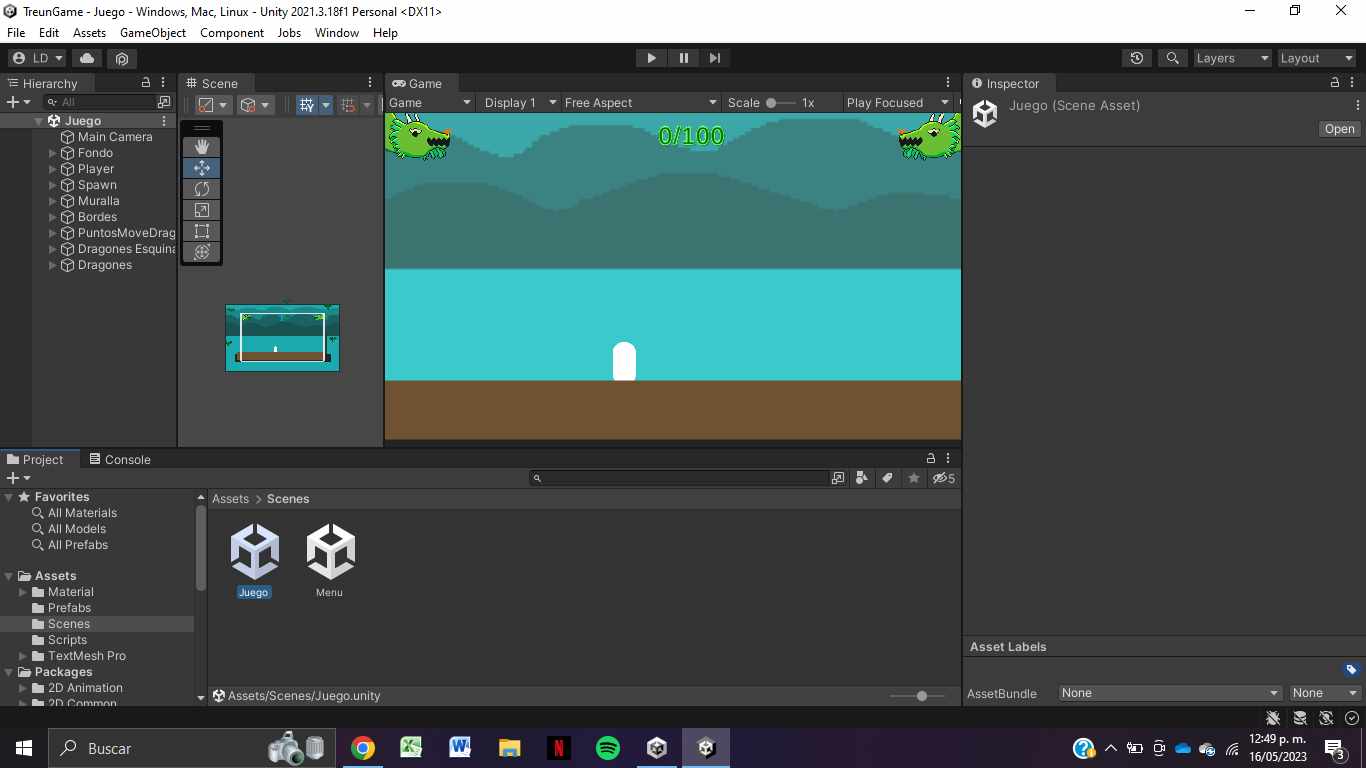 TreunGame - Juego - Windows, Mac, Linux - Unity 2021.3.18f1 Personal <DX11>
File Edit Assets GameObject Component Jobs Window Help
LD Layers Layout
Hierarchy
All
Juego
Main Camera
Fondo
Player
Spawn
Muralla
Bordes
PuntosMoveDrag
Dragones Esquina
Dragones
Scene
Game
Game Display 1 Free Aspect Scale 1x Play Focused
0/100
Inspector
Juego (Scene Asset)
Open
Project Console
5
Favorites
All Materials
All Models
All Prefabs
Assets
Material
Prefabs
Scenes
Scripts
TextMesh Pro
Packages
2D Animation
2D Common
Assets > Scenes
Juego Menu
Assets/Scenes/Juego.unity
Asset Labels
AssetBundle None None
Buscar
12:49 p. m.
16/05/2023
3